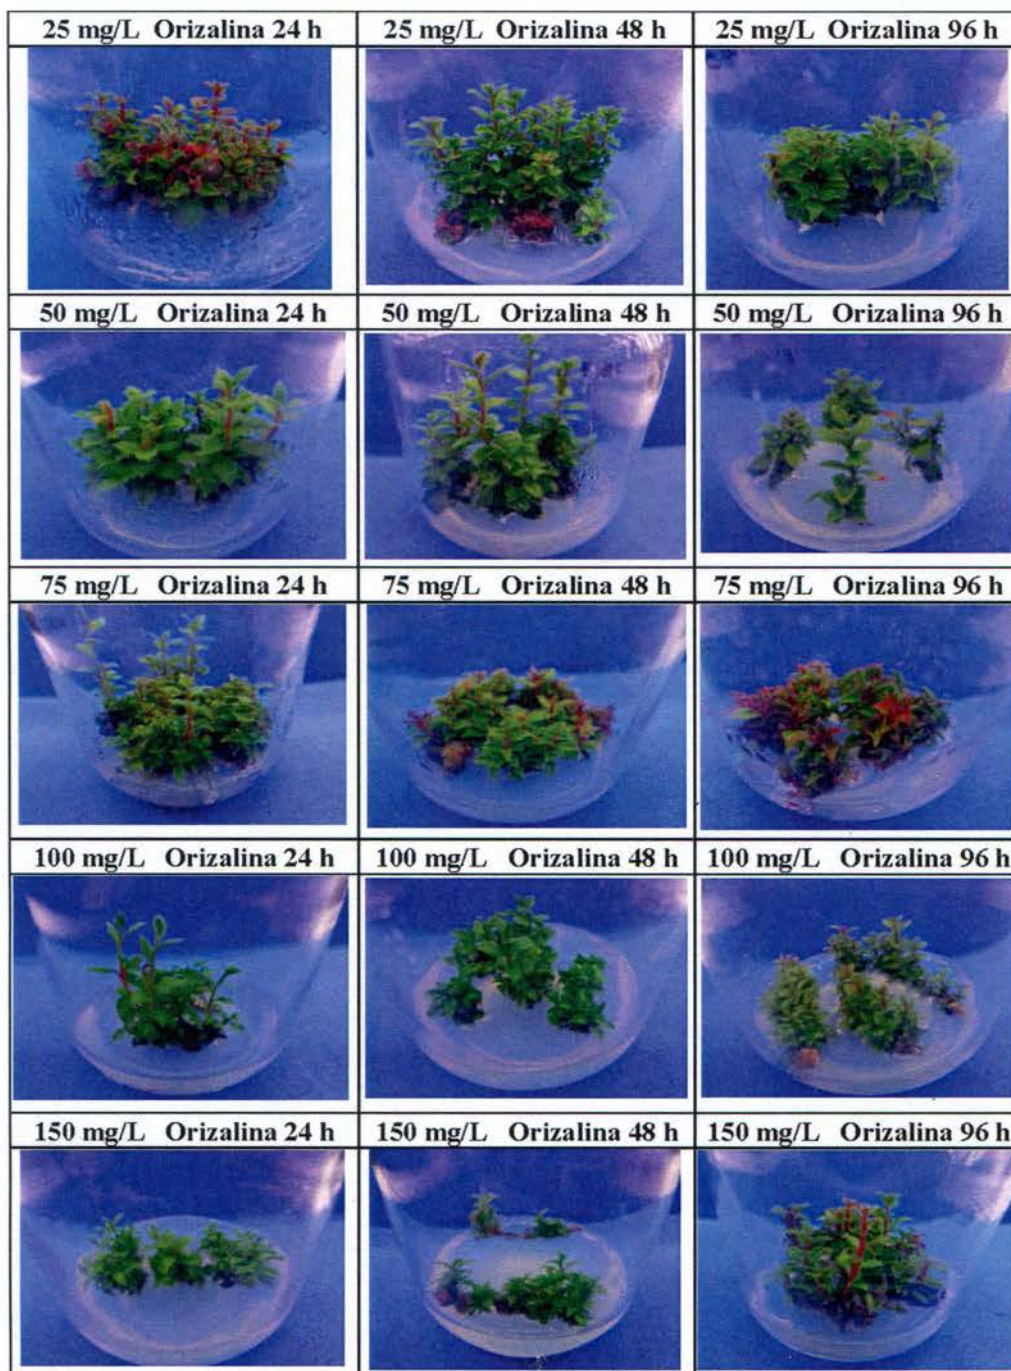 25 mg/L Orizalina 24 h
25 mg/L Orizalina 48 h
25 mg/L Orizalina 96 h
50 mg/L Orizalina 24 h
50 mg/L Orizalina 48 h
50 mg/L Orizalina 96 h
75 mg/L Orizalina 24 h
75 mg/L Orizalina 48 h
75 mg/L Orizalina 96 h
100 mg/L Orizalina 24 h
100 mg/L Orizalina 48 h
100 mg/L Orizalina 96 h
150 mg/L Orizalina 24 h
150 mg/L Orizalina 48 h
150 mg/L Orizalina 96 h